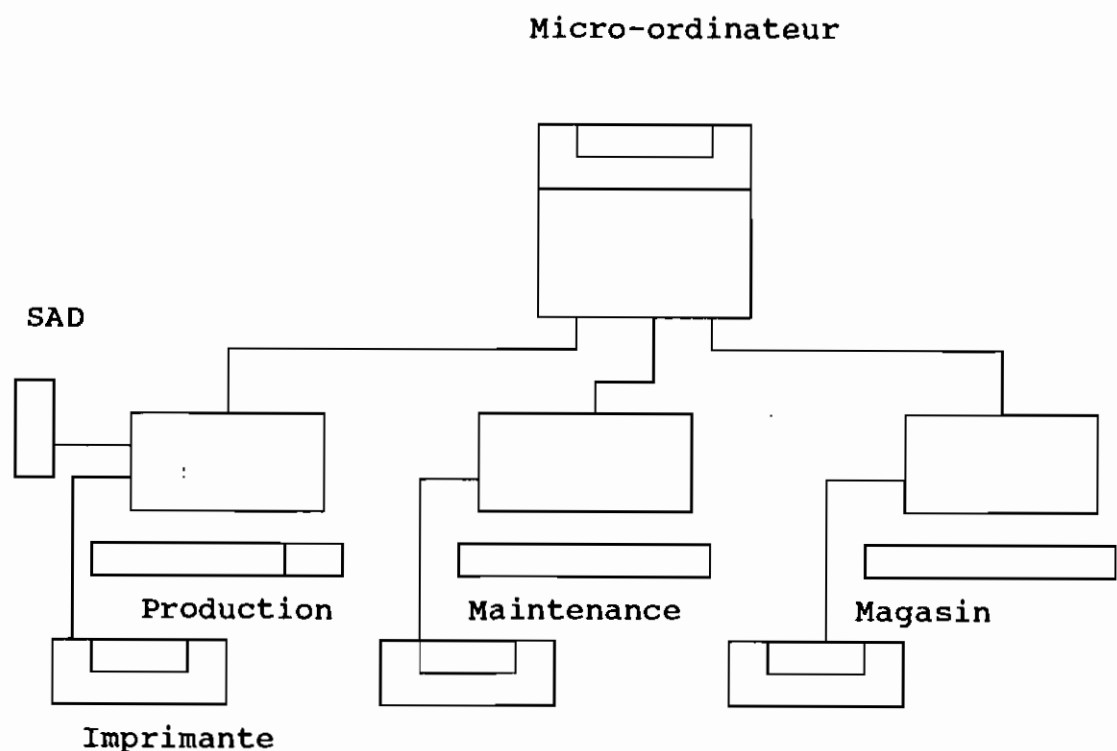 Micro-ordinateur
SAD
Production
Maintenance
Magasin
Imprimante